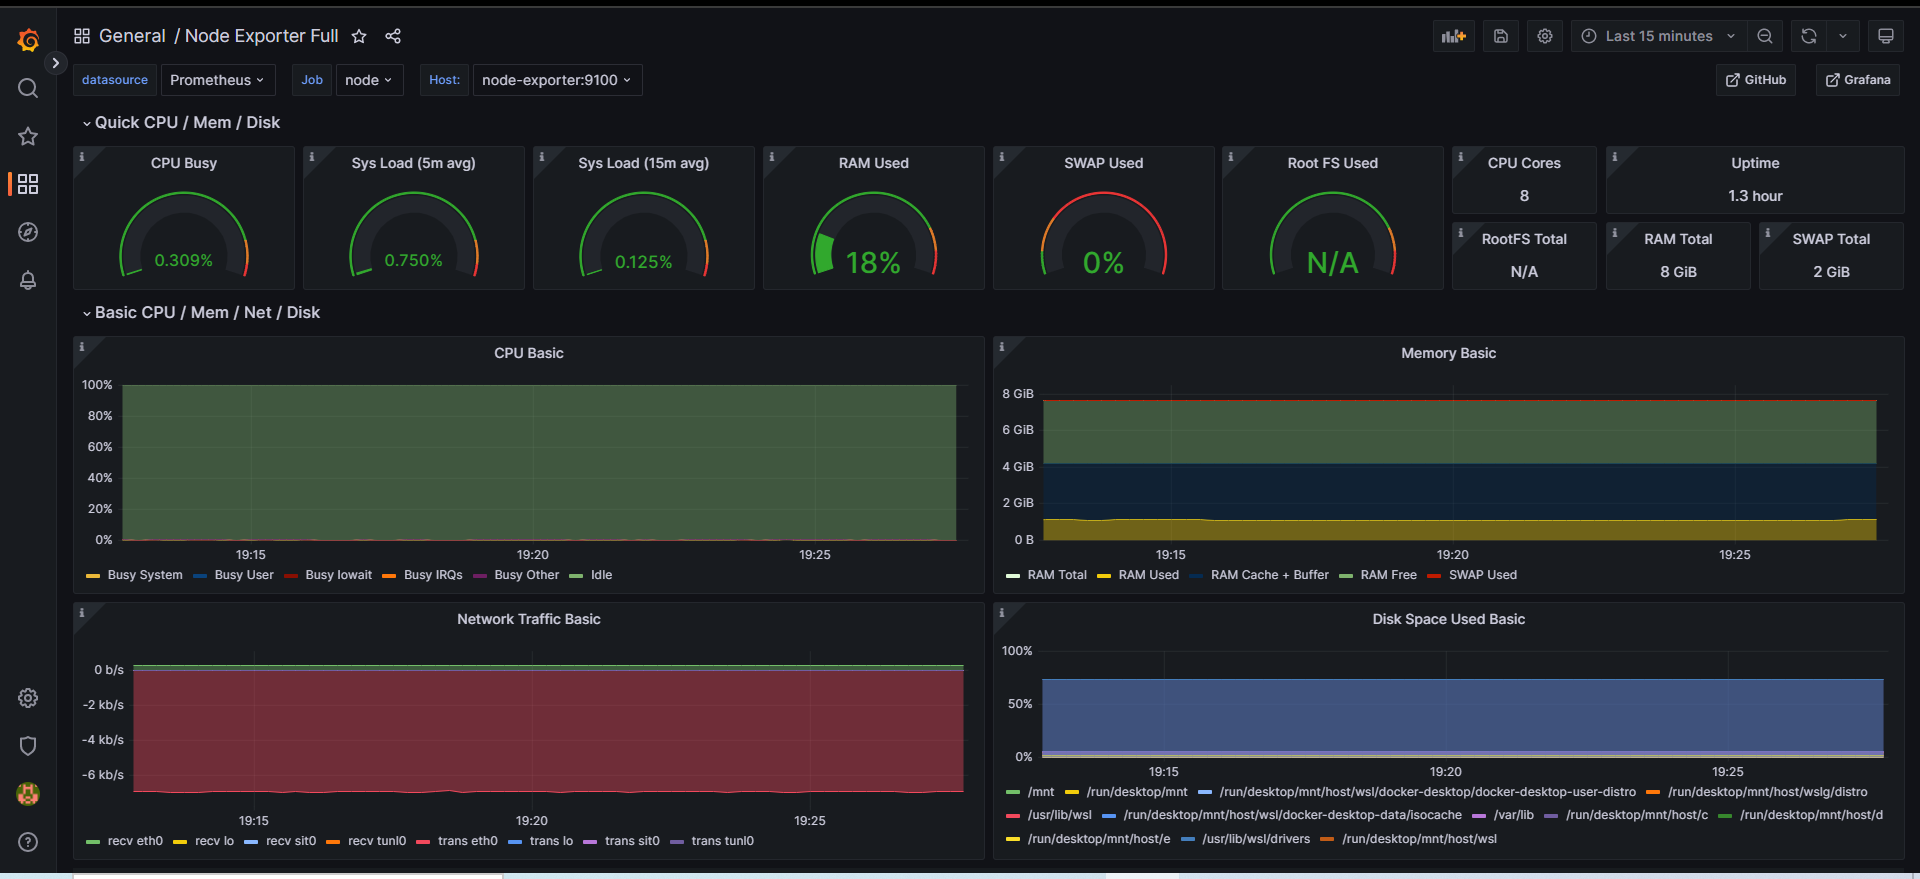 General / Node Exporter Full
Last 15 minutes
datasource Prometheus Job node Host: node-exporter:9100
GitHub Grafana
Quick CPU / Mem / Disk
CPU Busy
0.309%
Sys Load (5m avg)
0.750%
Sys Load (15m avg)
0.125%
RAM Used
18%
SWAP Used
0%
Root FS Used
N/A
CPU Cores
8
Uptime
1.3 hour
RootFS Total
N/A
RAM Total
8 GiB
SWAP Total
2 GiB
Basic CPU / Mem / Net / Disk
CPU Basic
100%
80%
60%
40%
20%
0%
19:15 19:20 19:25
Busy System Busy User Busy Iowait Busy IRQs Busy Other Idle
Memory Basic
8 GiB
6 GiB
4 GiB
2 GiB
0 B
19:15 19:20 19:25
RAM Total RAM Used RAM Cache + Buffer RAM Free SWAP Used
Network Traffic Basic
0 b/s
-2 kb/s
-4 kb/s
-6 kb/s
19:15 19:20 19:25
recv eth0 recv lo recv sit0 recv tunl0 trans eth0 trans lo trans sit0 trans tunl0
Disk Space Used Basic
100%
50%
0%
19:15 19:20 19:25
/mnt /run/desktop/mnt /run/desktop/mnt/host/wsl/docker-desktop/docker-desktop-user-distro /run/desktop/mnt/host/wslg/distro
/usr/lib/wsl /run/desktop/mnt/host/wsl/docker-desktop-data/isocache /var/lib /run/desktop/mnt/host/c /run/desktop/mnt/host/d
/run/desktop/mnt/host/e /usr/lib/wsl/drivers /run/desktop/mnt/host/wsl